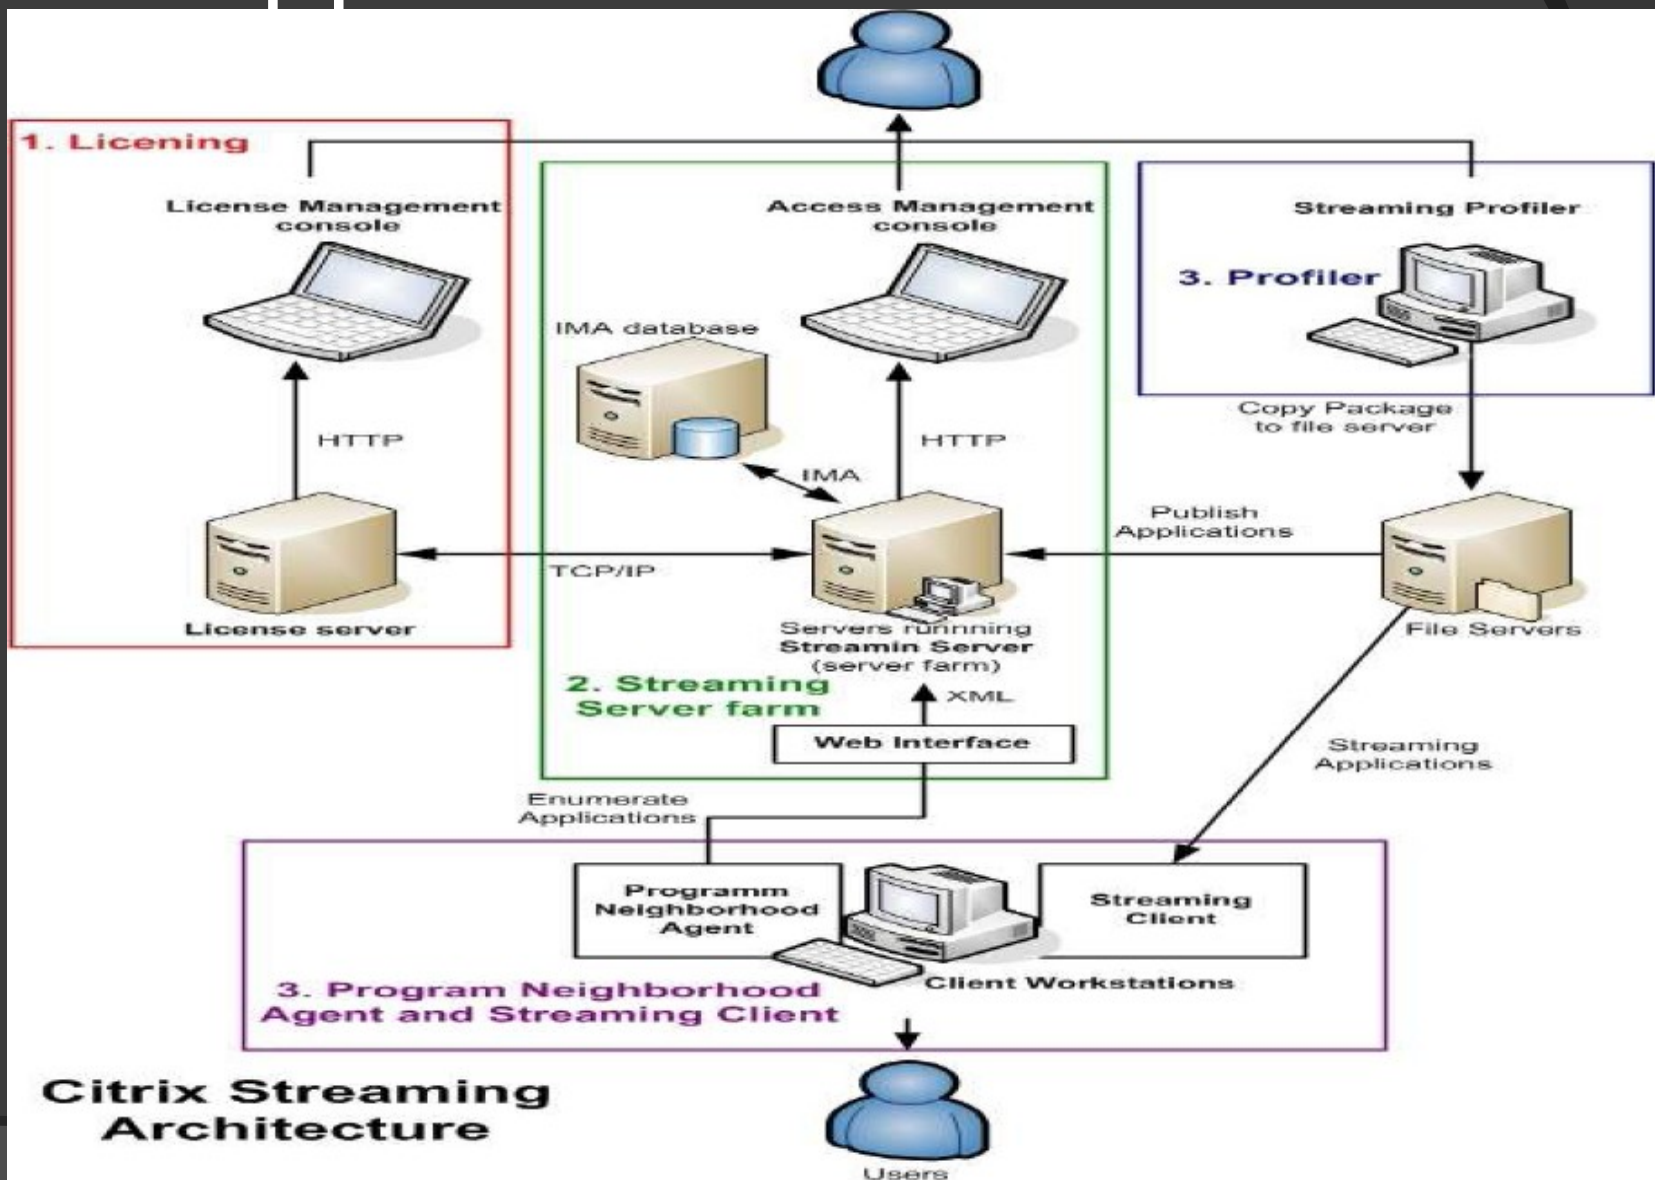 1. Licening
License Management
console
HTTP
License server
TCP/IP
Access Management
console
IMA database
IMA
HTTP
Servers runnning
Streamin Server
(server farm)
2. Streaming
Server farm
XML
Web Interface
Streaming Profiler
3. Profiler
Copy Package
to file server
Publish
Applications
File Servers
Streaming
Applications
Enumerate
Applications
Programm
Neighborhood
Agent
Streaming
Client
Client Workstations
3. Program Neighborhood
Agent and Streaming Client
Citrix Streaming
Architecture
Users